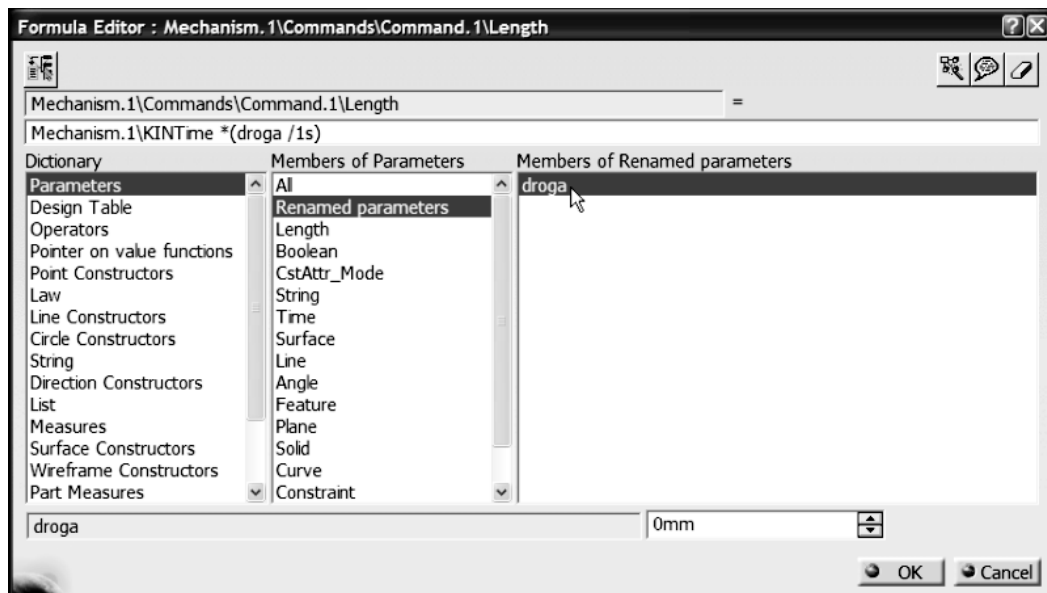 Formula Editor : Mechanism.1\Commands\Command.1\Length
Mechanism.1\Commands\Command.1\Length =
Mechanism.1\KINTime *(droga /1s)
Dictionary Members of Parameters Members of Renamed parameters
Parameters All droga
Design Table Renamed parameters
Operators Length
Pointer on value functions Boolean
Point Constructors CstAttr_Mode
Law String
Line Constructors Time
Circle Constructors Surface
String Line
Direction Constructors Angle
List Feature
Measures Plane
Surface Constructors Solid
Wireframe Constructors Curve
Part Measures Constraint
droga 0mm
OK Cancel